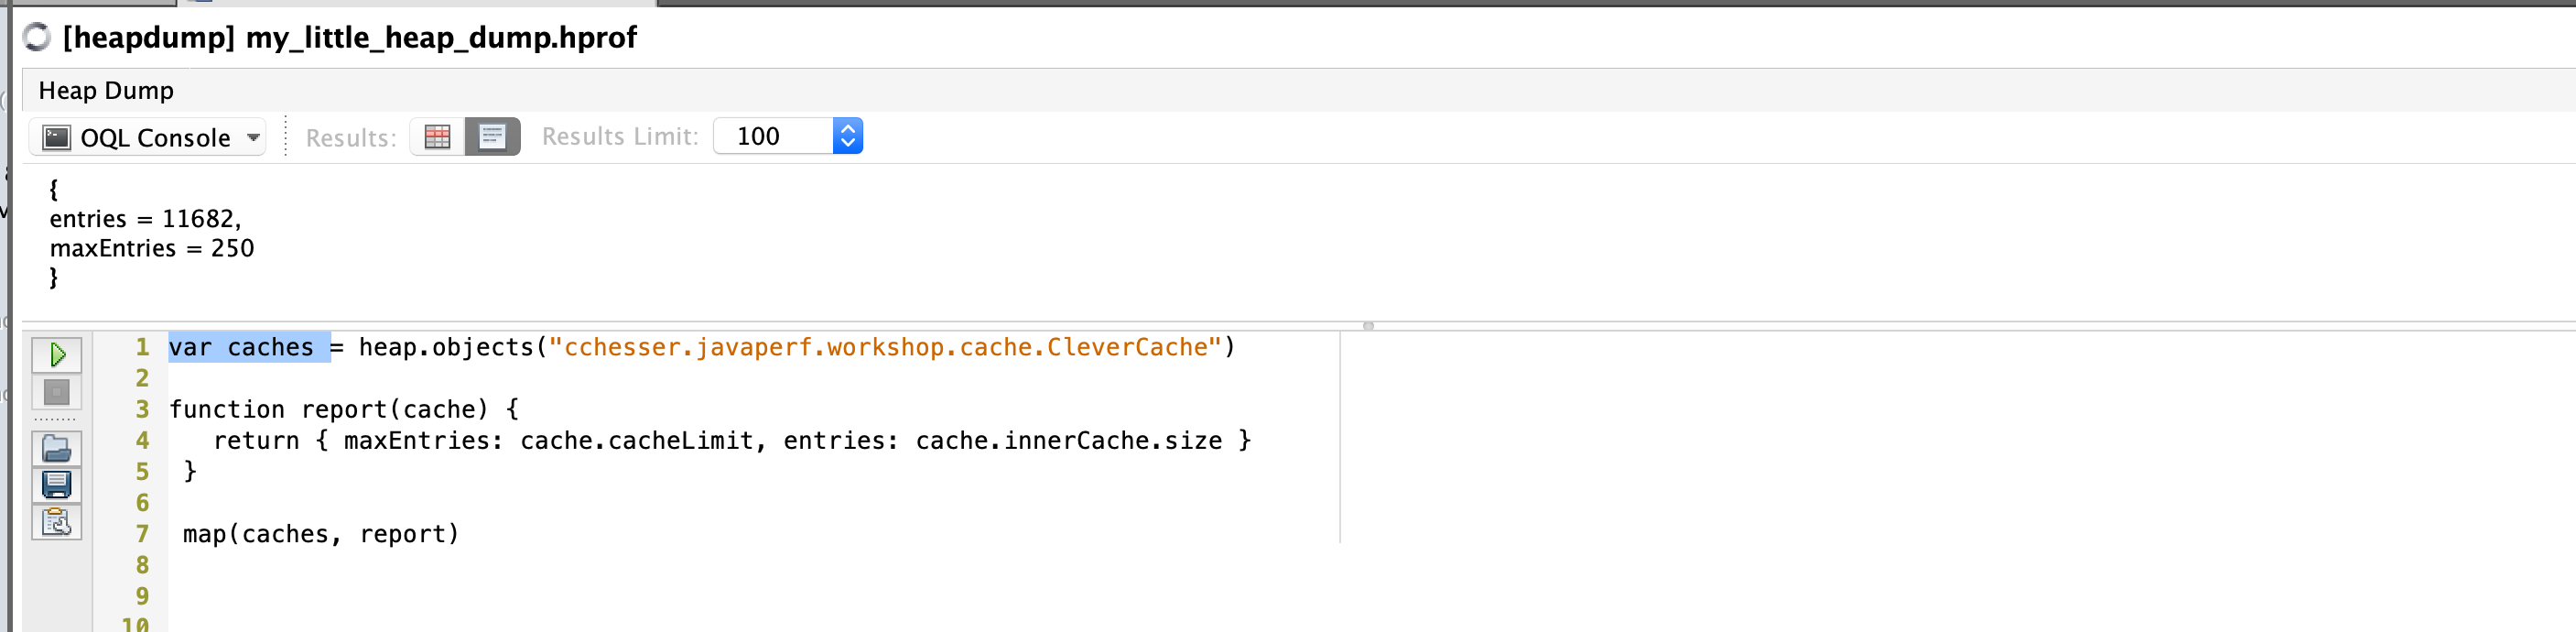 [heapdump] my_little_heap_dump.hprof
Heap Dump
OQL Console Results: Results Limit: 100
{
entries = 11682,
maxEntries = 250
}
1 var caches = heap.objects("cchesser.javaperf.workshop.cache.CleverCache")
2
3 function report(cache) {
4 return { maxEntries: cache.cacheLimit, entries: cache.innerCache.size }
5 }
6
7 map(caches, report)
8
9
10